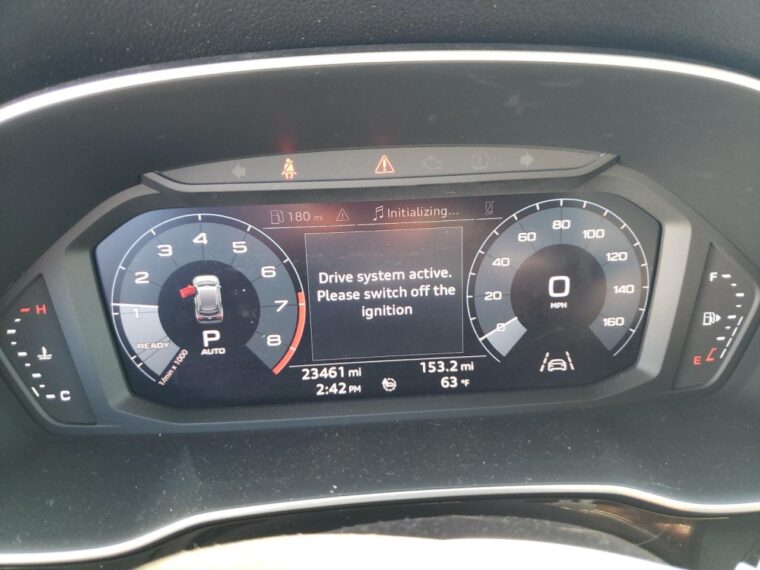 180 mi
Initializing...
1 2 3 4 5 6 7 8
READY
1/min x 1000
P
AUTO
Drive system active.
Please switch off the
ignition
0 20 40 60 80 100 120 140 160
0
MPH
23461 mi
153.2 mi
2:42 PM
63 °F
H
C
F
E